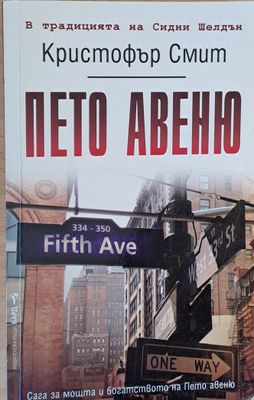 В традицията на Сидни Шелдън
Кристофър Смит
ПЕТО АВЕНЮ
334 - 350
Fifth Ave
ONE WAY
Сага за мощта и богатството на Пето авеню